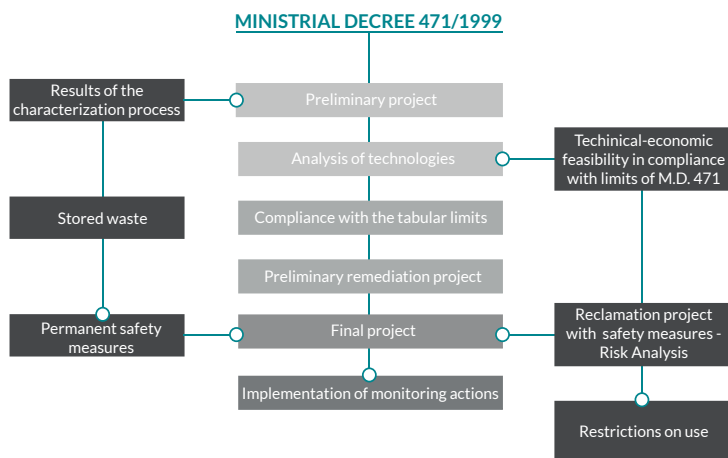 MINISTRIAL DECREE 471/1999
Results of the
characterization process
Preliminary project
Analysis of technologies
Techinical-economic
feasibility in compliance
with limits of M.D. 471
Stored waste
Compliance with the tabular limits
Preliminary remediation project
Permanent safety
measures
Final project
Reclamation project
with safety measures -
Risk Analysis
Implementation of monitoring actions
Restrictions on use